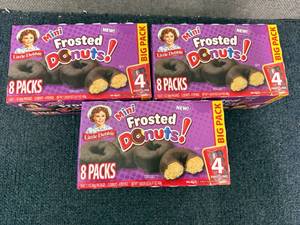 Little Debbie
Mini
Frosted
Donuts!
NEW!
BIG PACK
8 PACKS
4
Little Debbie
Mini
Frosted
Donuts!
NEW!
BIG PACK
8 PACKS
4
Little Debbie
Mini
Frosted
Donuts!
NEW!
BIG PACK
8 PACKS
4